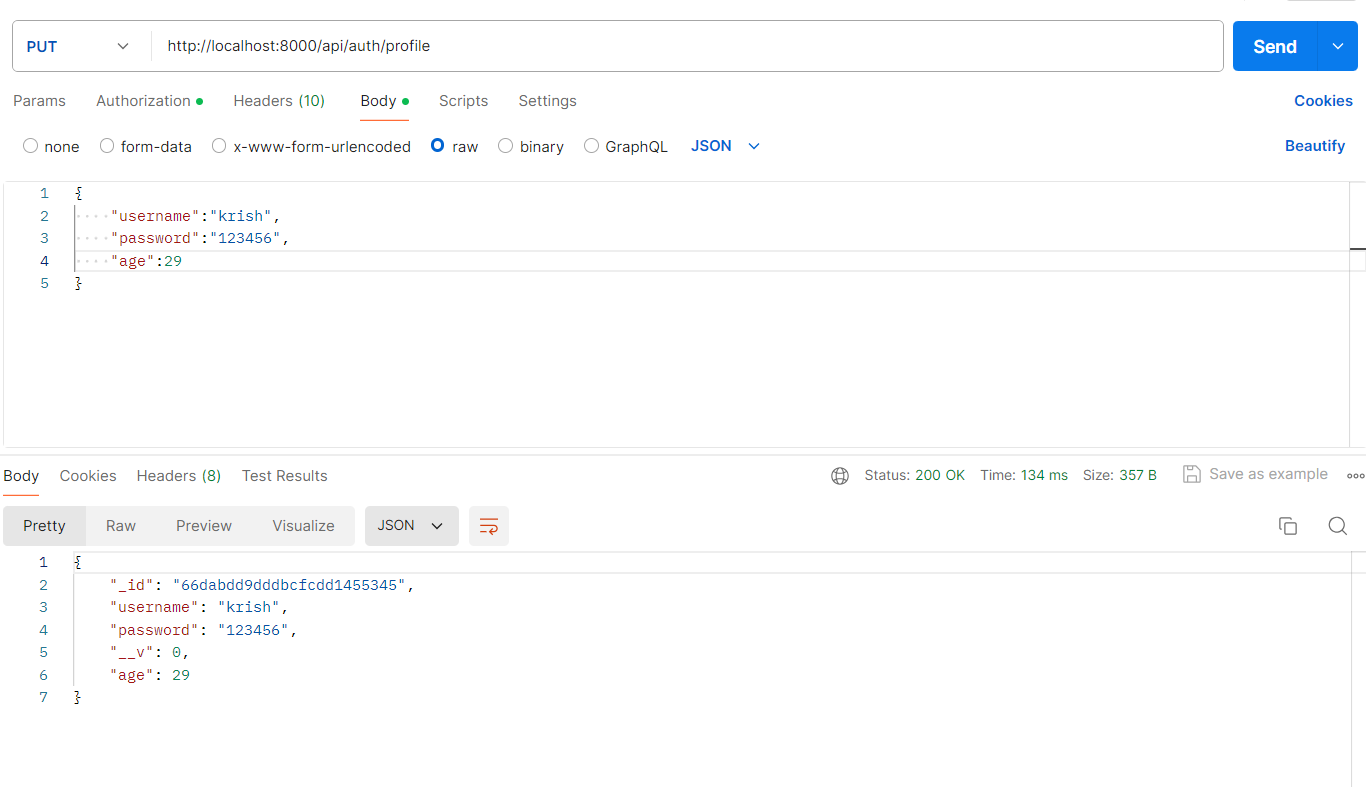 PUT http://localhost:8000/api/auth/profile Send
Params Authorization Headers (10) Body Scripts Settings Cookies
none form-data x-www-form-urlencoded raw binary GraphQL JSON Beautify
1 {
2 "username":"krish",
3 "password":"123456",
4 "age":29
5 }
Body Cookies Headers (8) Test Results Status: 200 OK Time: 134 ms Size: 357 B Save as example
Pretty Raw Preview Visualize JSON
1 {
2 "_id": "66dabdd9dddbcfcdd1455345",
3 "username": "krish",
4 "password": "123456",
5 "__v": 0,
6 "age": 29
7 }